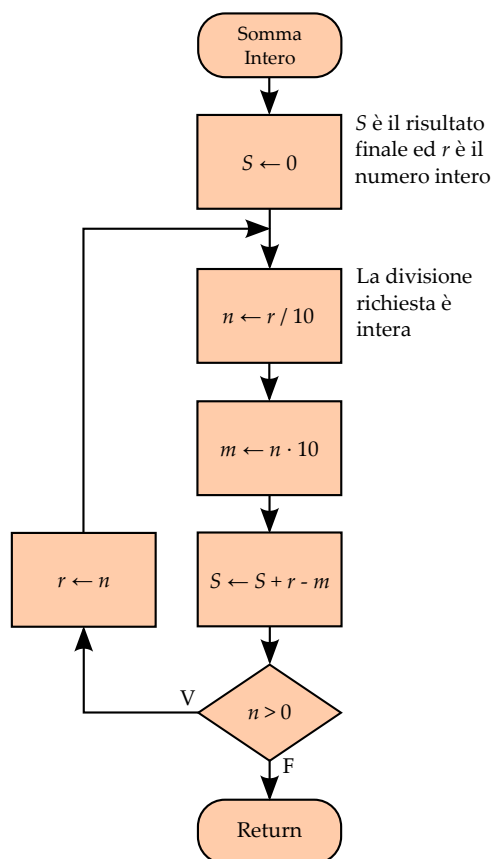 Somma
Intero
S ← 0
S è il risultato
finale ed r è il
numero intero
n ← r / 10
La divisione
richiesta è
intera
m ← n · 10
S ← S + r - m
r ← n
n > 0
V
F
Return